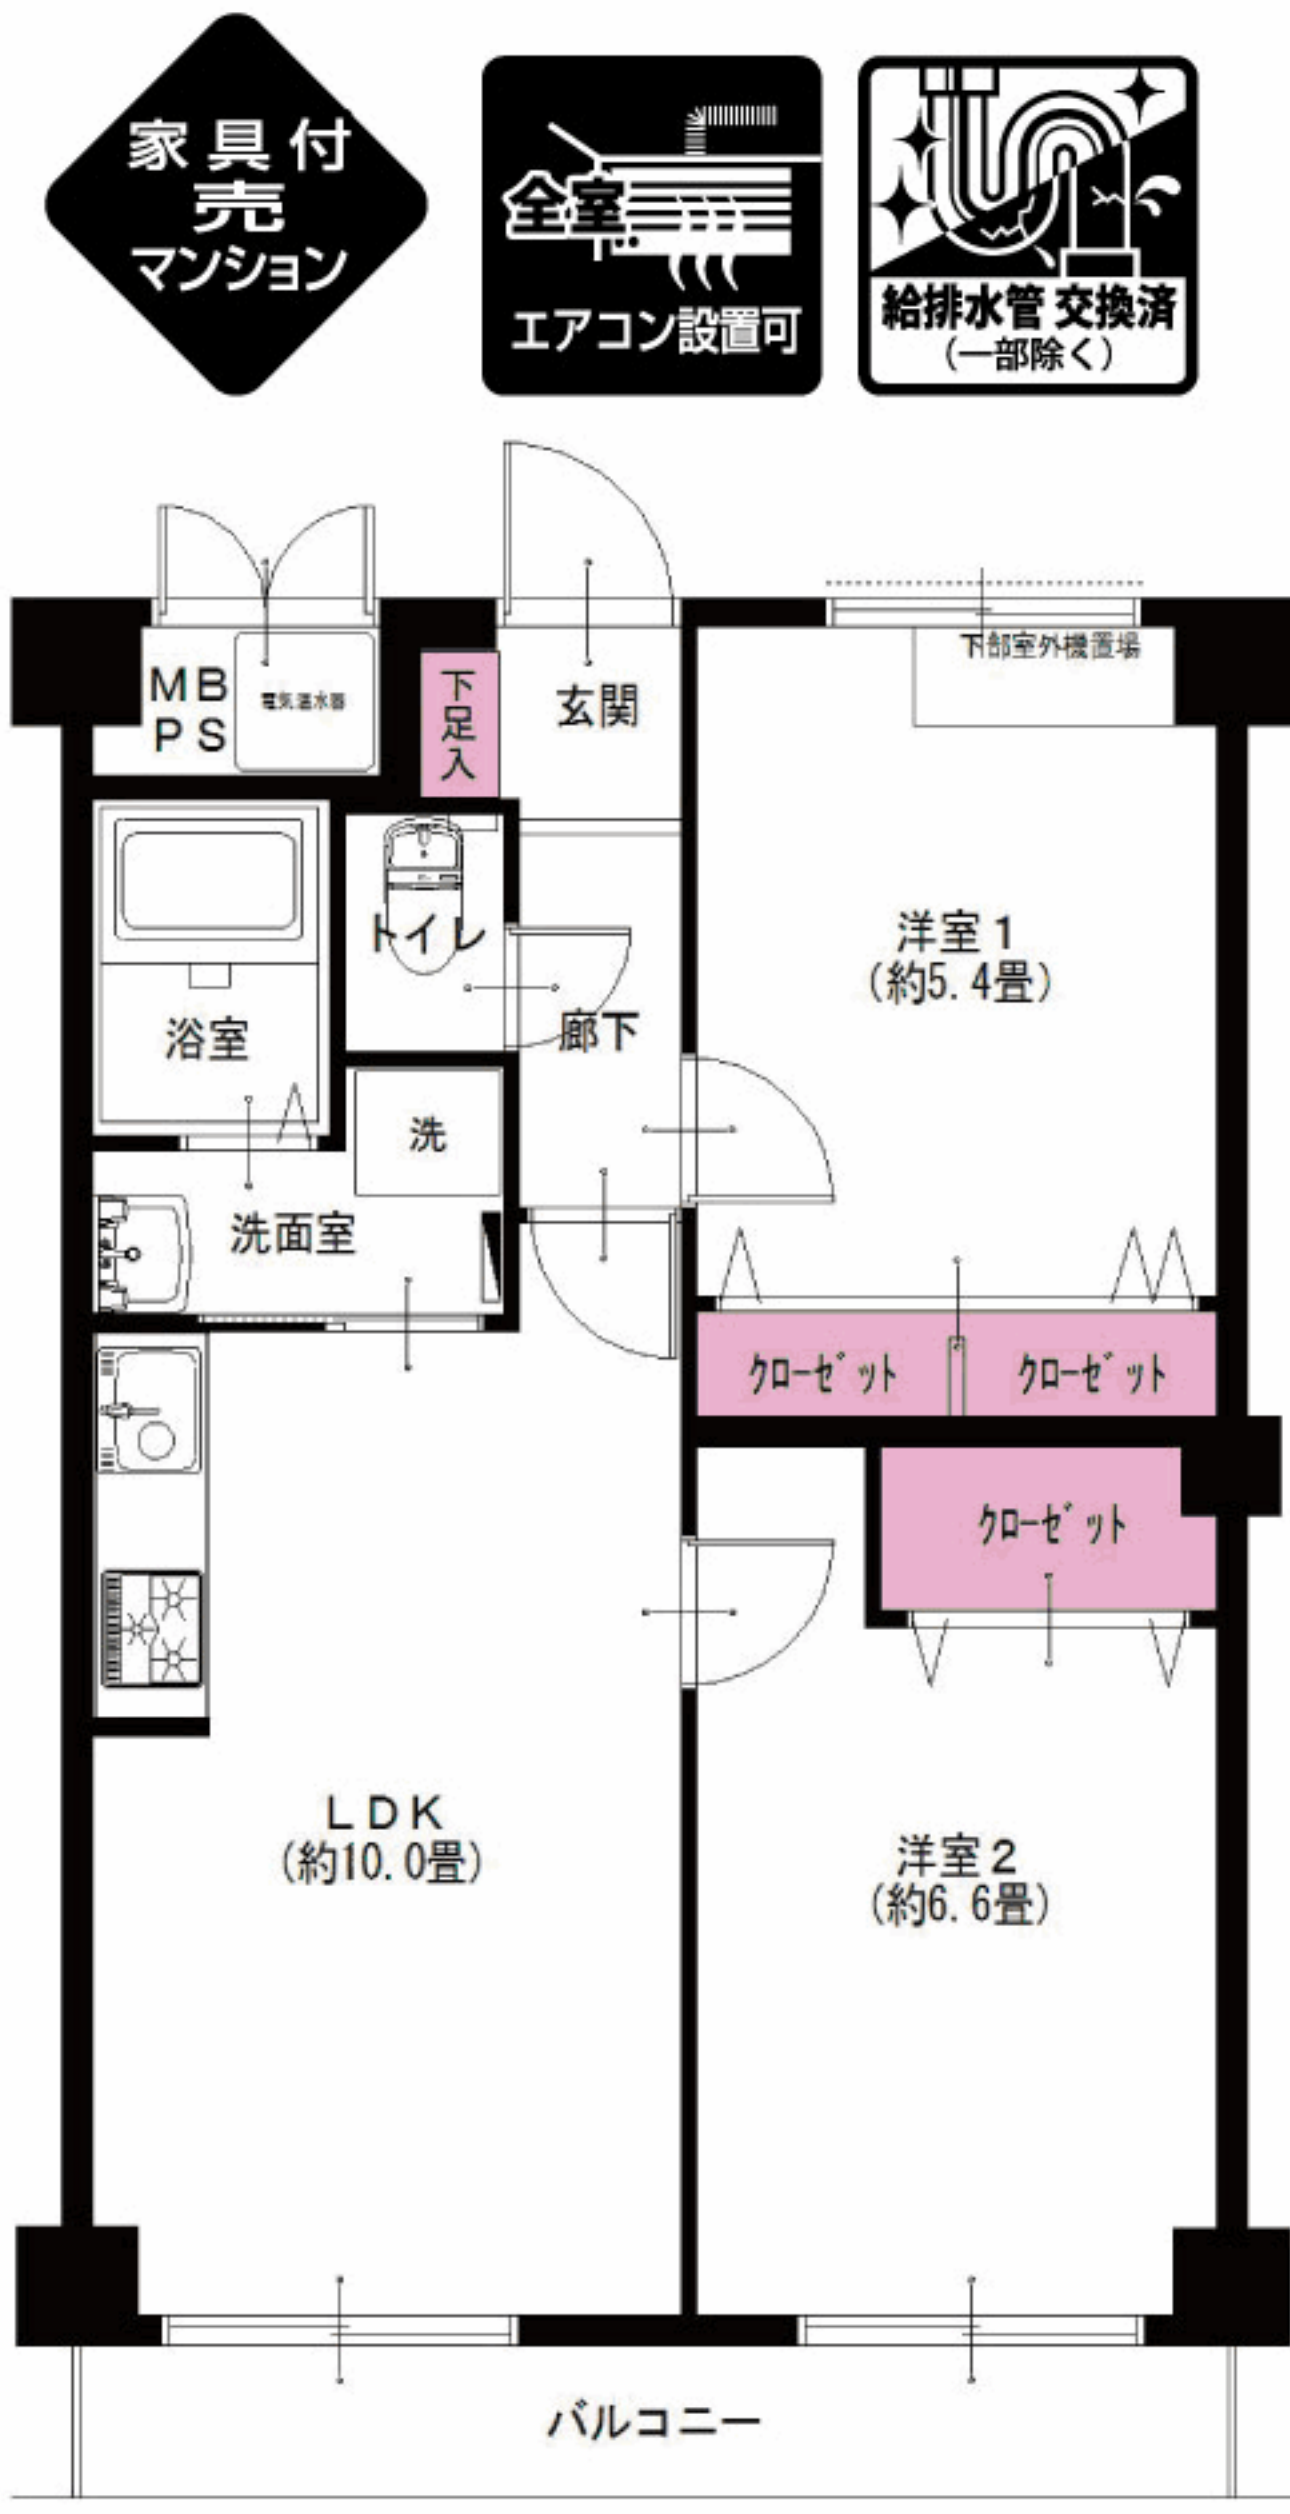 家具付
売
マンション
全室
エアコン設置可
給排水管 交換済
(一部除く)
下部室外機置場
MB
PS
電気温水器
下足入
玄関
トイレ
洋室1
(約5.4畳)
浴室
廊下
洗
洗面室
クローゼット
クローゼット
クローゼット
LDK
(約10.0畳)
洋室2
(約6.6畳)
バルコニー